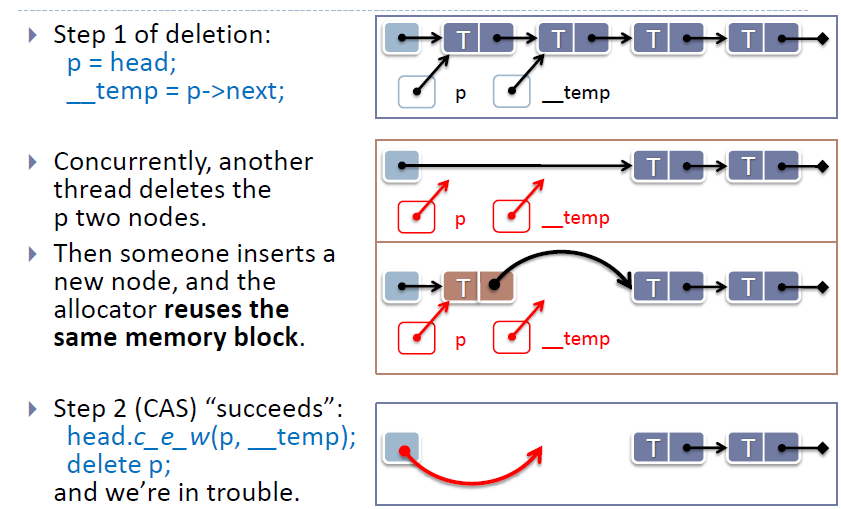 Step 1 of deletion:
p = head;
__temp = p->next;
T T T T
p __temp
Concurrently, another
thread deletes the
p two nodes.
T T
p __temp
Then someone inserts a
new node, and the
allocator reuses the
same memory block.
T T T
p __temp
Step 2 (CAS) “succeeds”:
head.c_e_w(p, __temp);
delete p;
and we’re in trouble.
T T